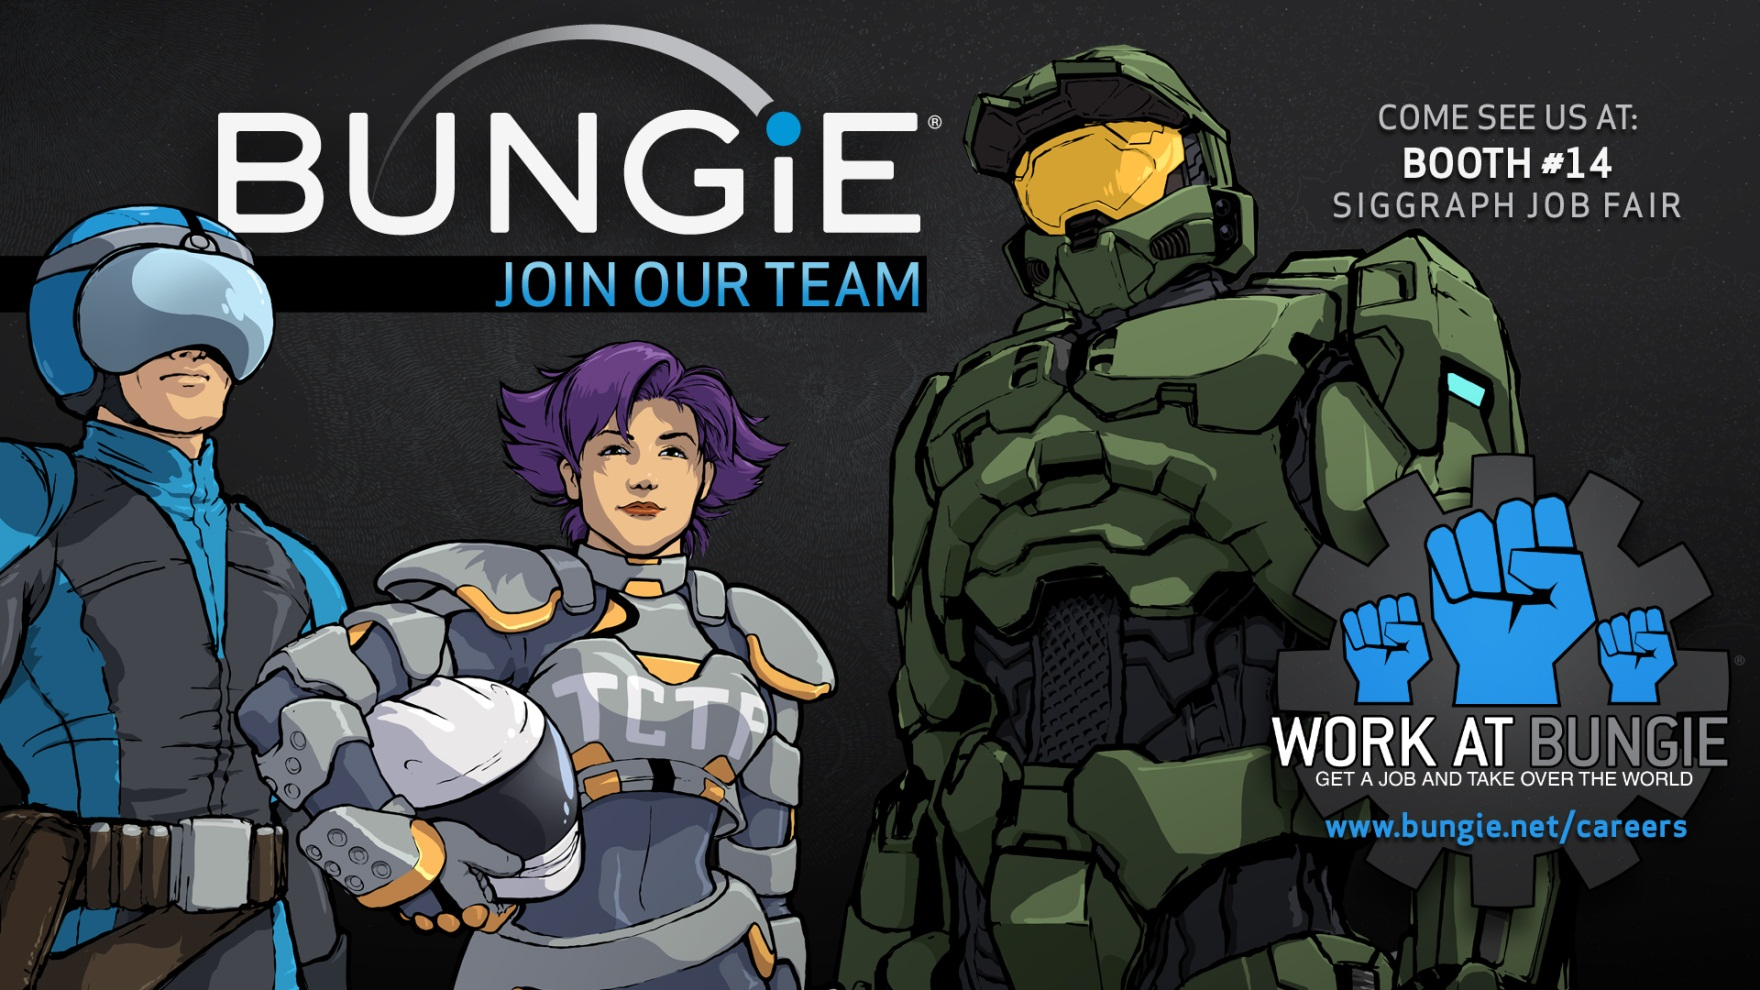 BUNGiE®
JOIN OUR TEAM
COME SEE US AT:
BOOTH #14
SIGGRAPH JOB FAIR
TCTF
WORK AT BUNGIE®
GET A JOB AND TAKE OVER THE WORLD
www.bungie.net/careers